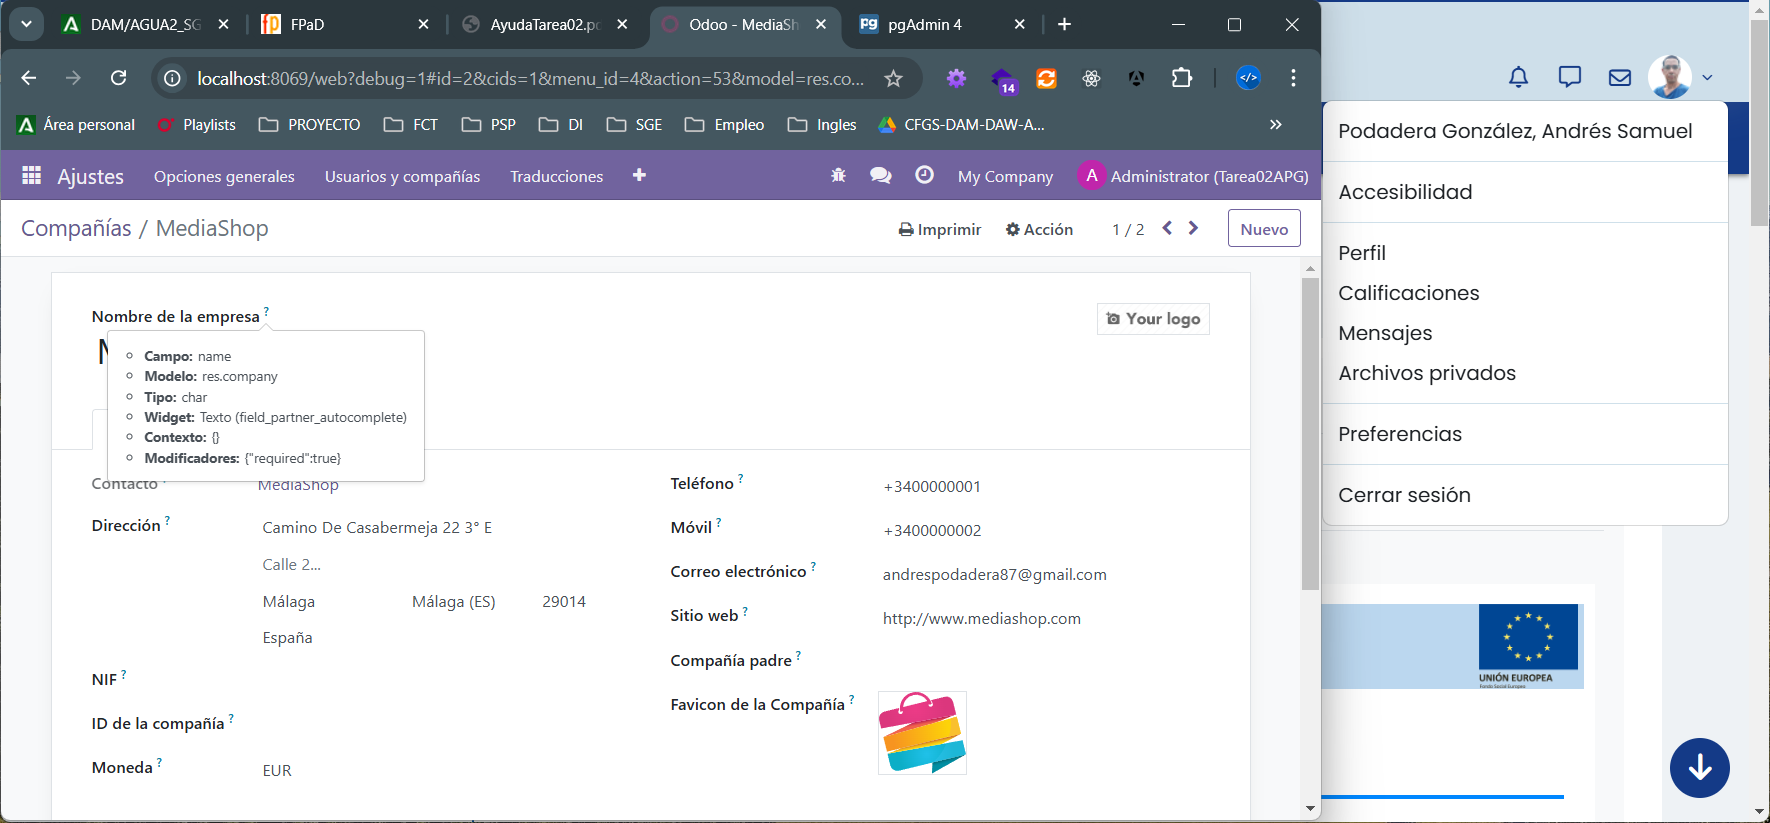 DAM/AGUA2_SG
FPaD
AyudaTarea02.pd
Odoo - MediaSh
pgAdmin 4
localhost:8069/web?debug=1#id=2&cids=1&menu_id=4&action=53&model=res.co...
14
Área personal
Playlists
PROYECTO
FCT
PSP
DI
SGE
Empleo
Ingles
CFGS-DAM-DAW-A...
»
Ajustes
Opciones generales
Usuarios y compañías
Traducciones
My Company
A
Administrator (Tarea02APG)
Compañías / MediaShop
Imprimir
Acción
1 / 2
Nuevo
Nombre de la empresa ?
Your logo
Campo: name
Modelo: res.company
Tipo: char
Widget: Texto (field_partner_autocomplete)
Contexto: {}
Modificadores: {"required":true}
Contacto
MediaShop
Dirección ?
Camino De Casabermeja 22 3° E
Calle 2...
Málaga
Málaga (ES)
29014
España
NIF ?
ID de la compañía ?
Moneda ?
EUR
Teléfono ?
+3400000001
Móvil ?
+3400000002
Correo electrónico ?
andrespodadera87@gmail.com
Sitio web ?
http://www.mediashop.com
Compañía padre ?
Favicon de la Compañía ?
Podadera González, Andrés Samuel
Accesibilidad
Perfil
Calificaciones
Mensajes
Archivos privados
Preferencias
Cerrar sesión
UNIÓN EUROPEA
Fondo Social Europeo